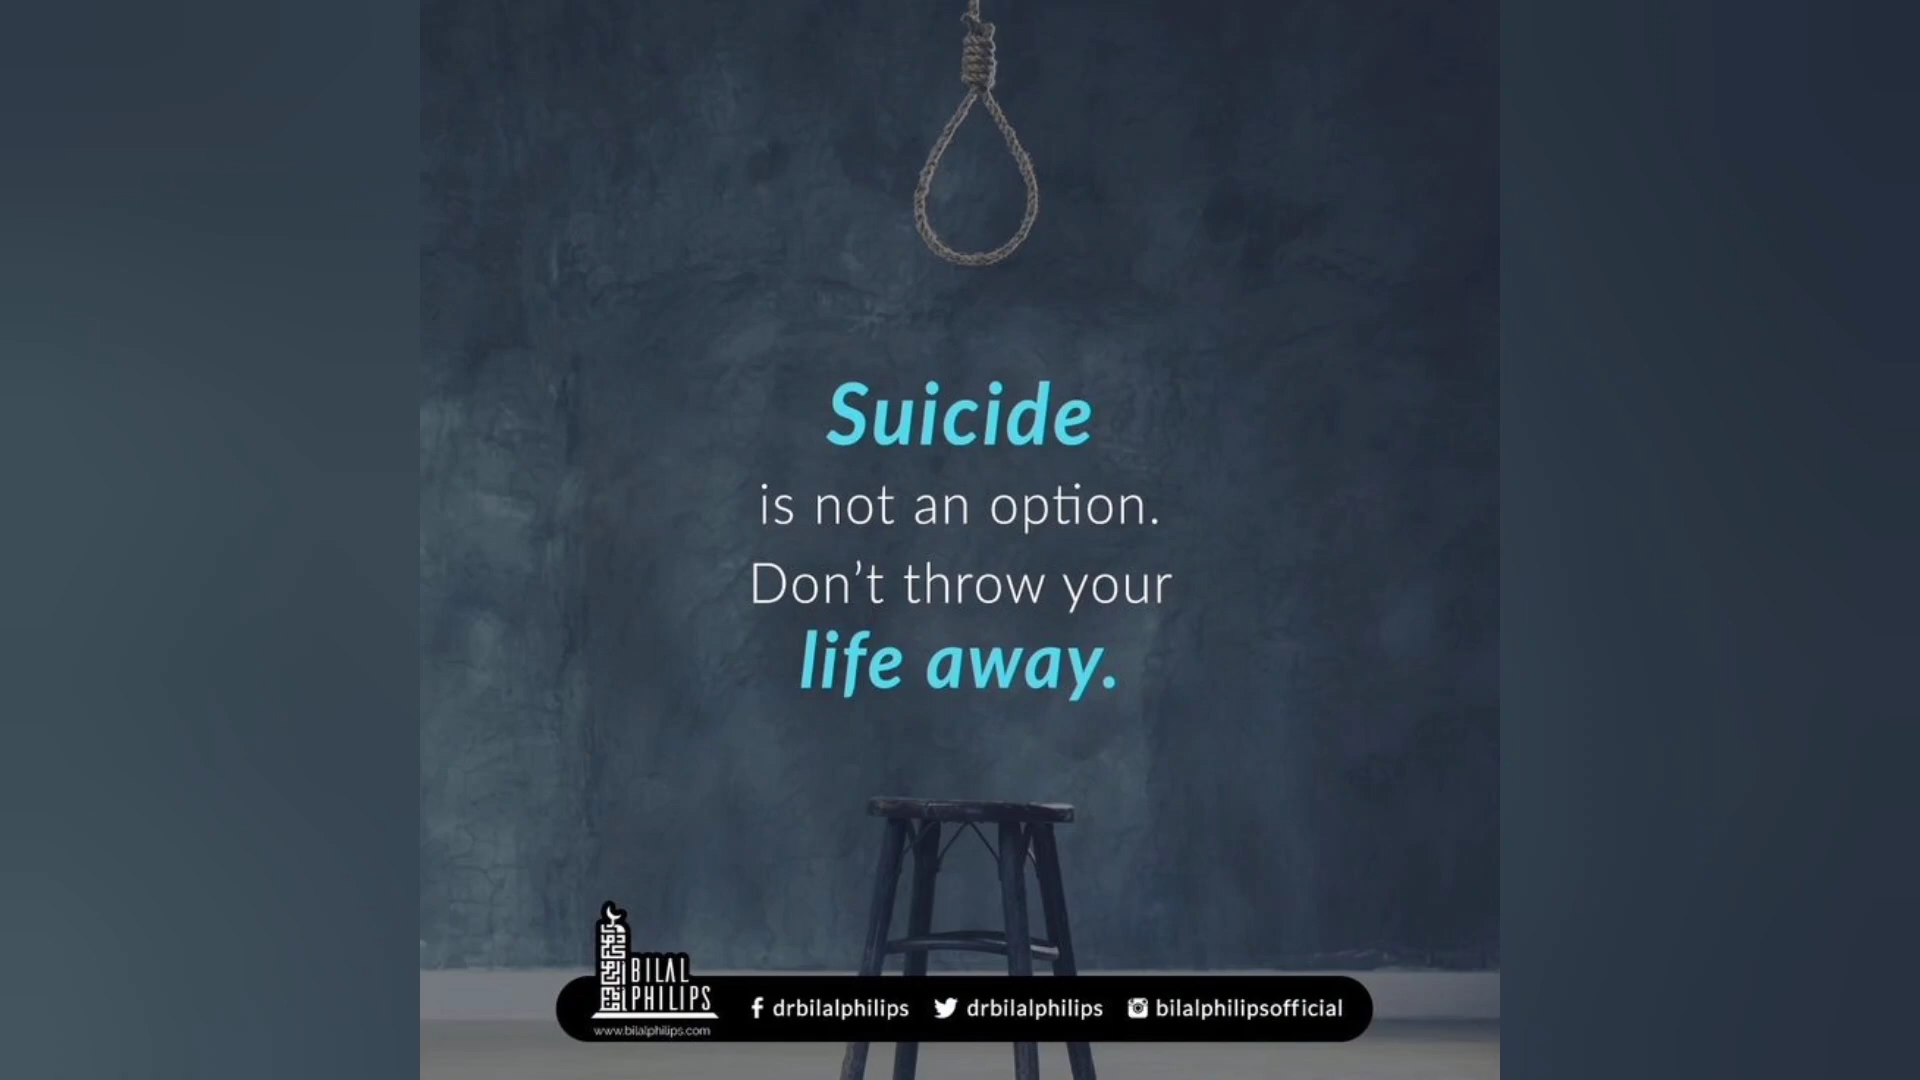 Suicide
is not an option.
Don't throw your
life away.
BILAL
PHILIPS
www.bilalphilips.com
drbilalphilips drbilalphilips bilalphilipsofficial